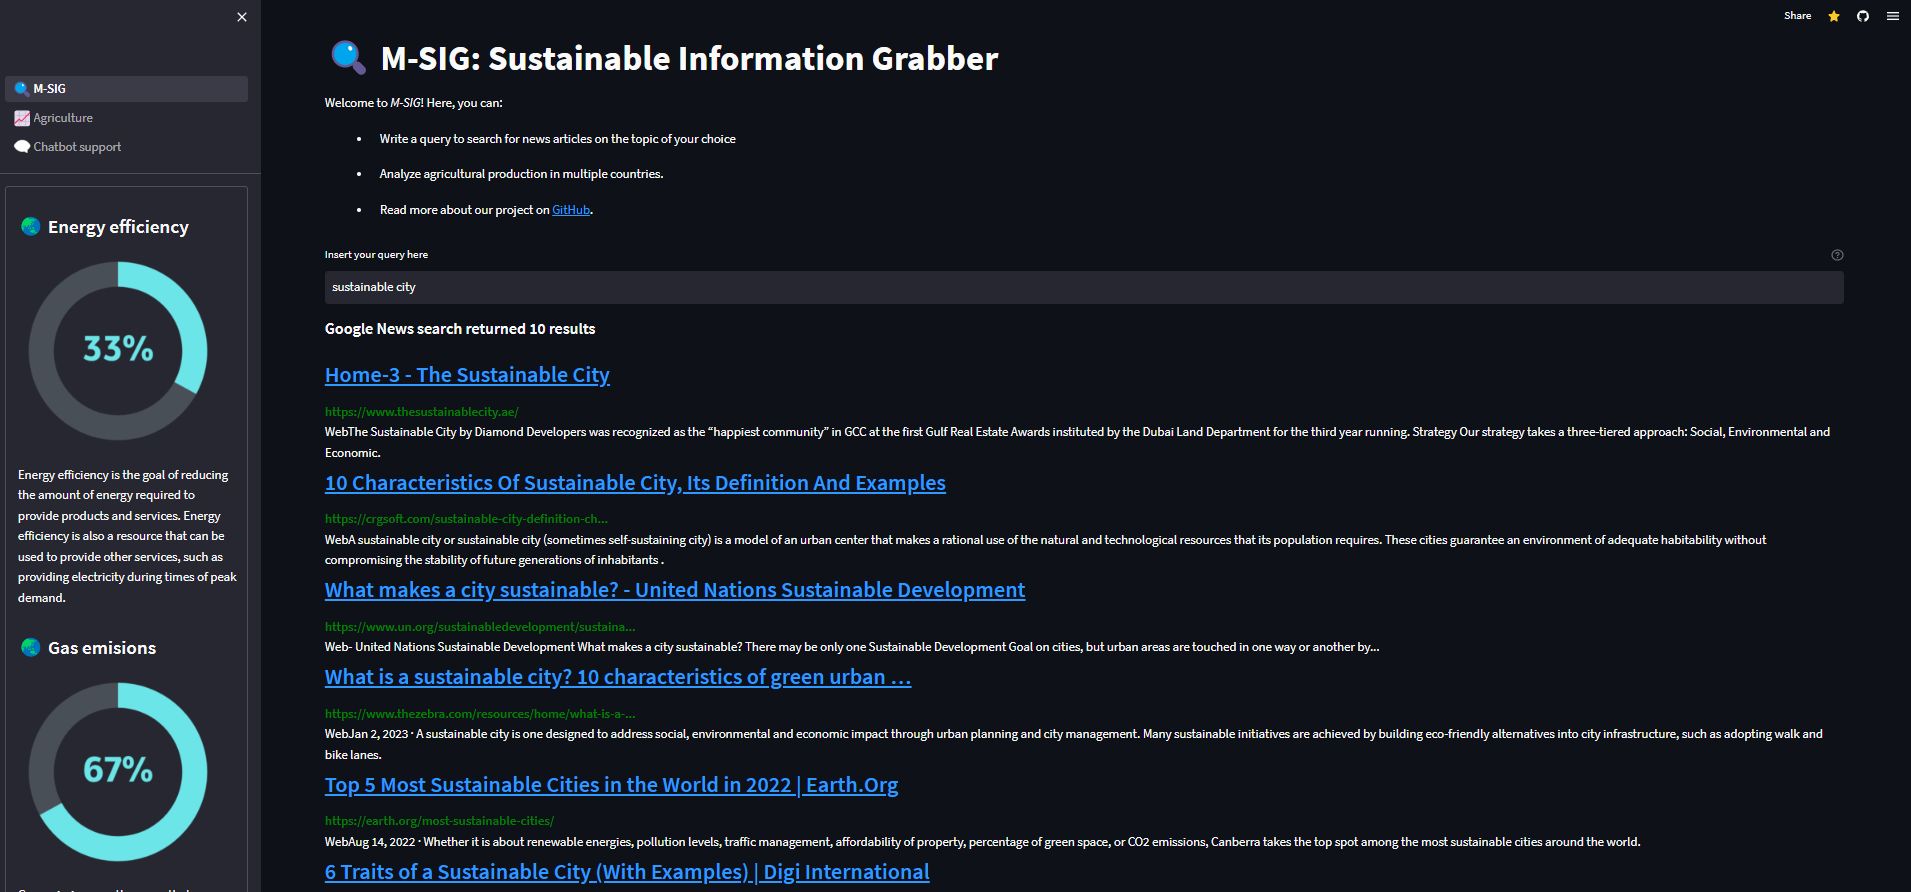 Share
M-SIG
Agriculture
Chatbot support
Energy efficiency
33%
Energy efficiency is the goal of reducing
the amount of energy required to
provide products and services. Energy
efficiency is also a resource that can be
used to provide other services, such as
providing electricity during times of peak
demand.
Gas emisions
67%
M-SIG: Sustainable Information Grabber
Welcome to M-SIG! Here, you can:
• Write a query to search for news articles on the topic of your choice
• Analyze agricultural production in multiple countries.
• Read more about our project on GitHub.
Insert your query here
sustainable city
Google News search returned 10 results
Home-3 - The Sustainable City
https://www.thesustainablecity.ae/
WebThe Sustainable City by Diamond Developers was recognized as the “happiest community” in GCC at the first Gulf Real Estate Awards instituted by the Dubai Land Department for the third year running. Strategy Our strategy takes a three-tiered approach: Social, Environmental and
Economic.
10 Characteristics Of Sustainable City, Its Definition And Examples
https://crgsoft.com/sustainable-city-definition-ch...
WebA sustainable city or sustainable city (sometimes self-sustaining city) is a model of an urban center that makes a rational use of the natural and technological resources that its population requires. These cities guarantee an environment of adequate habitability without
compromising the stability of future generations of inhabitants .
What makes a city sustainable? - United Nations Sustainable Development
https://www.un.org/sustainabledevelopment/sustaina...
Web- United Nations Sustainable Development What makes a city sustainable? There may be only one Sustainable Development Goal on cities, but urban areas are touched in one way or another by...
What is a sustainable city? 10 characteristics of green urban …
https://www.thezebra.com/resources/home/what-is-a-...
WebJan 2, 2023 · A sustainable city is one designed to address social, environmental and economic impact through urban planning and city management. Many sustainable initiatives are achieved by building eco-friendly alternatives into city infrastructure, such as adopting walk and
bike lanes.
Top 5 Most Sustainable Cities in the World in 2022 | Earth.Org
https://earth.org/most-sustainable-cities/
WebAug 14, 2022 · Whether it is about renewable energies, pollution levels, traffic management, affordability of property, percentage of green space, or CO2 emissions, Canberra takes the top spot among the most sustainable cities around the world.
6 Traits of a Sustainable City (With Examples) | Digi International